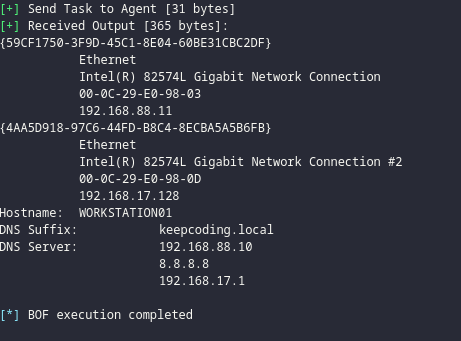 [+] Send Task to Agent [31 bytes]
[+] Received Output [365 bytes]:
{59CF1750-3F9D-45C1-8E04-60BE31CBC2DF}
Ethernet
Intel(R) 82574L Gigabit Network Connection
00-0C-29-E0-98-03
192.168.88.11
{4AA5D918-97C6-44FD-B8C4-8ECBA5A5B6FB}
Ethernet
Intel(R) 82574L Gigabit Network Connection #2
00-0C-29-E0-98-0D
192.168.17.128
Hostname: WORKSTATION01
DNS Suffix: keepcoding.local
DNS Server: 192.168.88.10
8.8.8.8
192.168.17.1
[*] BOF execution completed